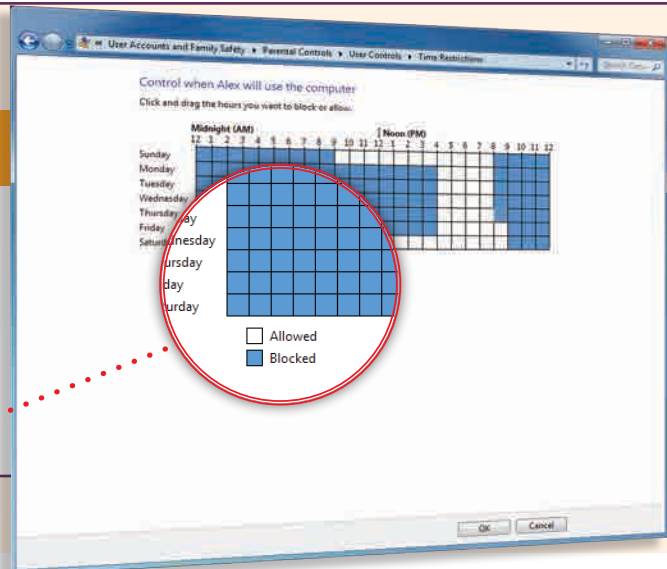 User Accounts and Family Safety ▸ Parental Controls ▸ User Controls ▸ Time Restrictions
Control when Alex will use the computer
Click and drag the hours you want to block or allow.
Midnight (AM) Noon (PM)
12 1 2 3 4 5 6 7 8 9 10 11 12 1 2 3 4 5 6 7 8 9 10 11 12
Sunday
Monday
Tuesday
Wednesday
Thursday
Friday
ay
nesday
ursday
day
urday
Allowed
Blocked
OK Cancel